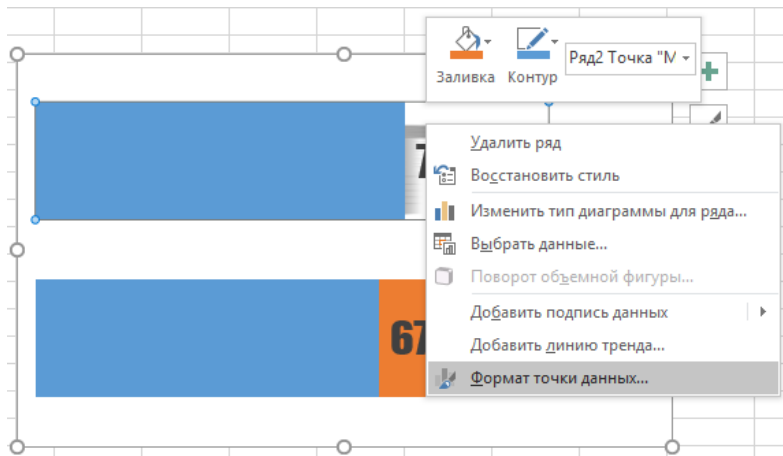 Заливка Контур Ряд2 Точка "М
Удалить ряд
Восстановить стиль
Изменить тип диаграммы для ряда...
Выбрать данные...
Поворот объемной фигуры...
Добавить подпись данных
Добавить линию тренда...
67
Формат точки данных...